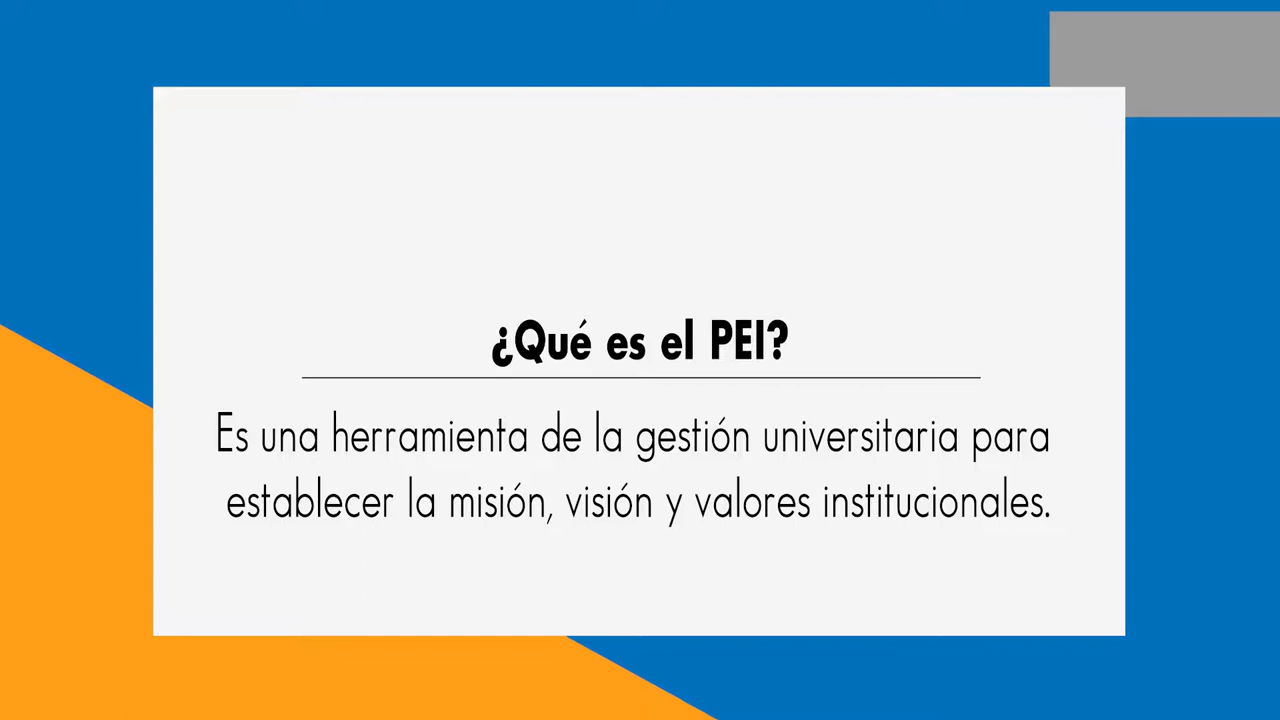 ¿Qué es el PEI?
Es una herramienta de la gestión universitaria para
establecer la misión, visión y valores institucionales.